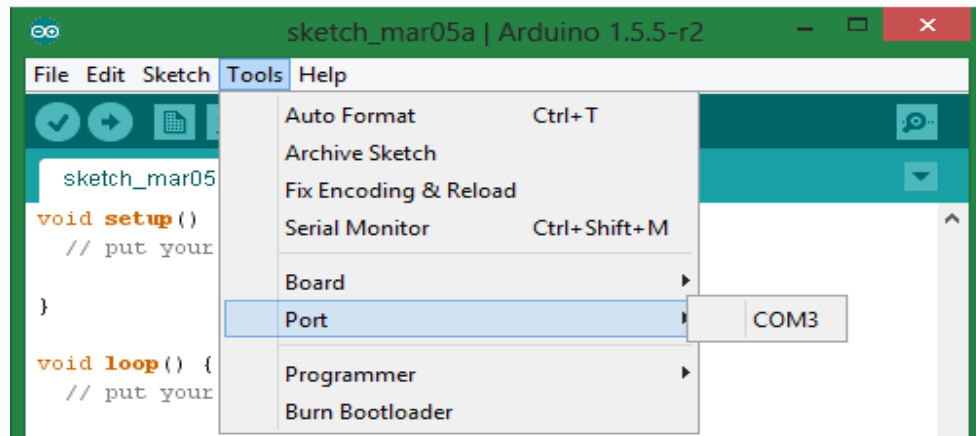 sketch_mar05a | Arduino 1.5.5-r2
File Edit Sketch Tools Help
Auto Format Ctrl+T
Archive Sketch
sketch_mar05
Fix Encoding & Reload
void setup()
Serial Monitor Ctrl+Shift+M
// put your
Board
}
Port
COM3
void loop() {
Programmer
// put your
Burn Bootloader